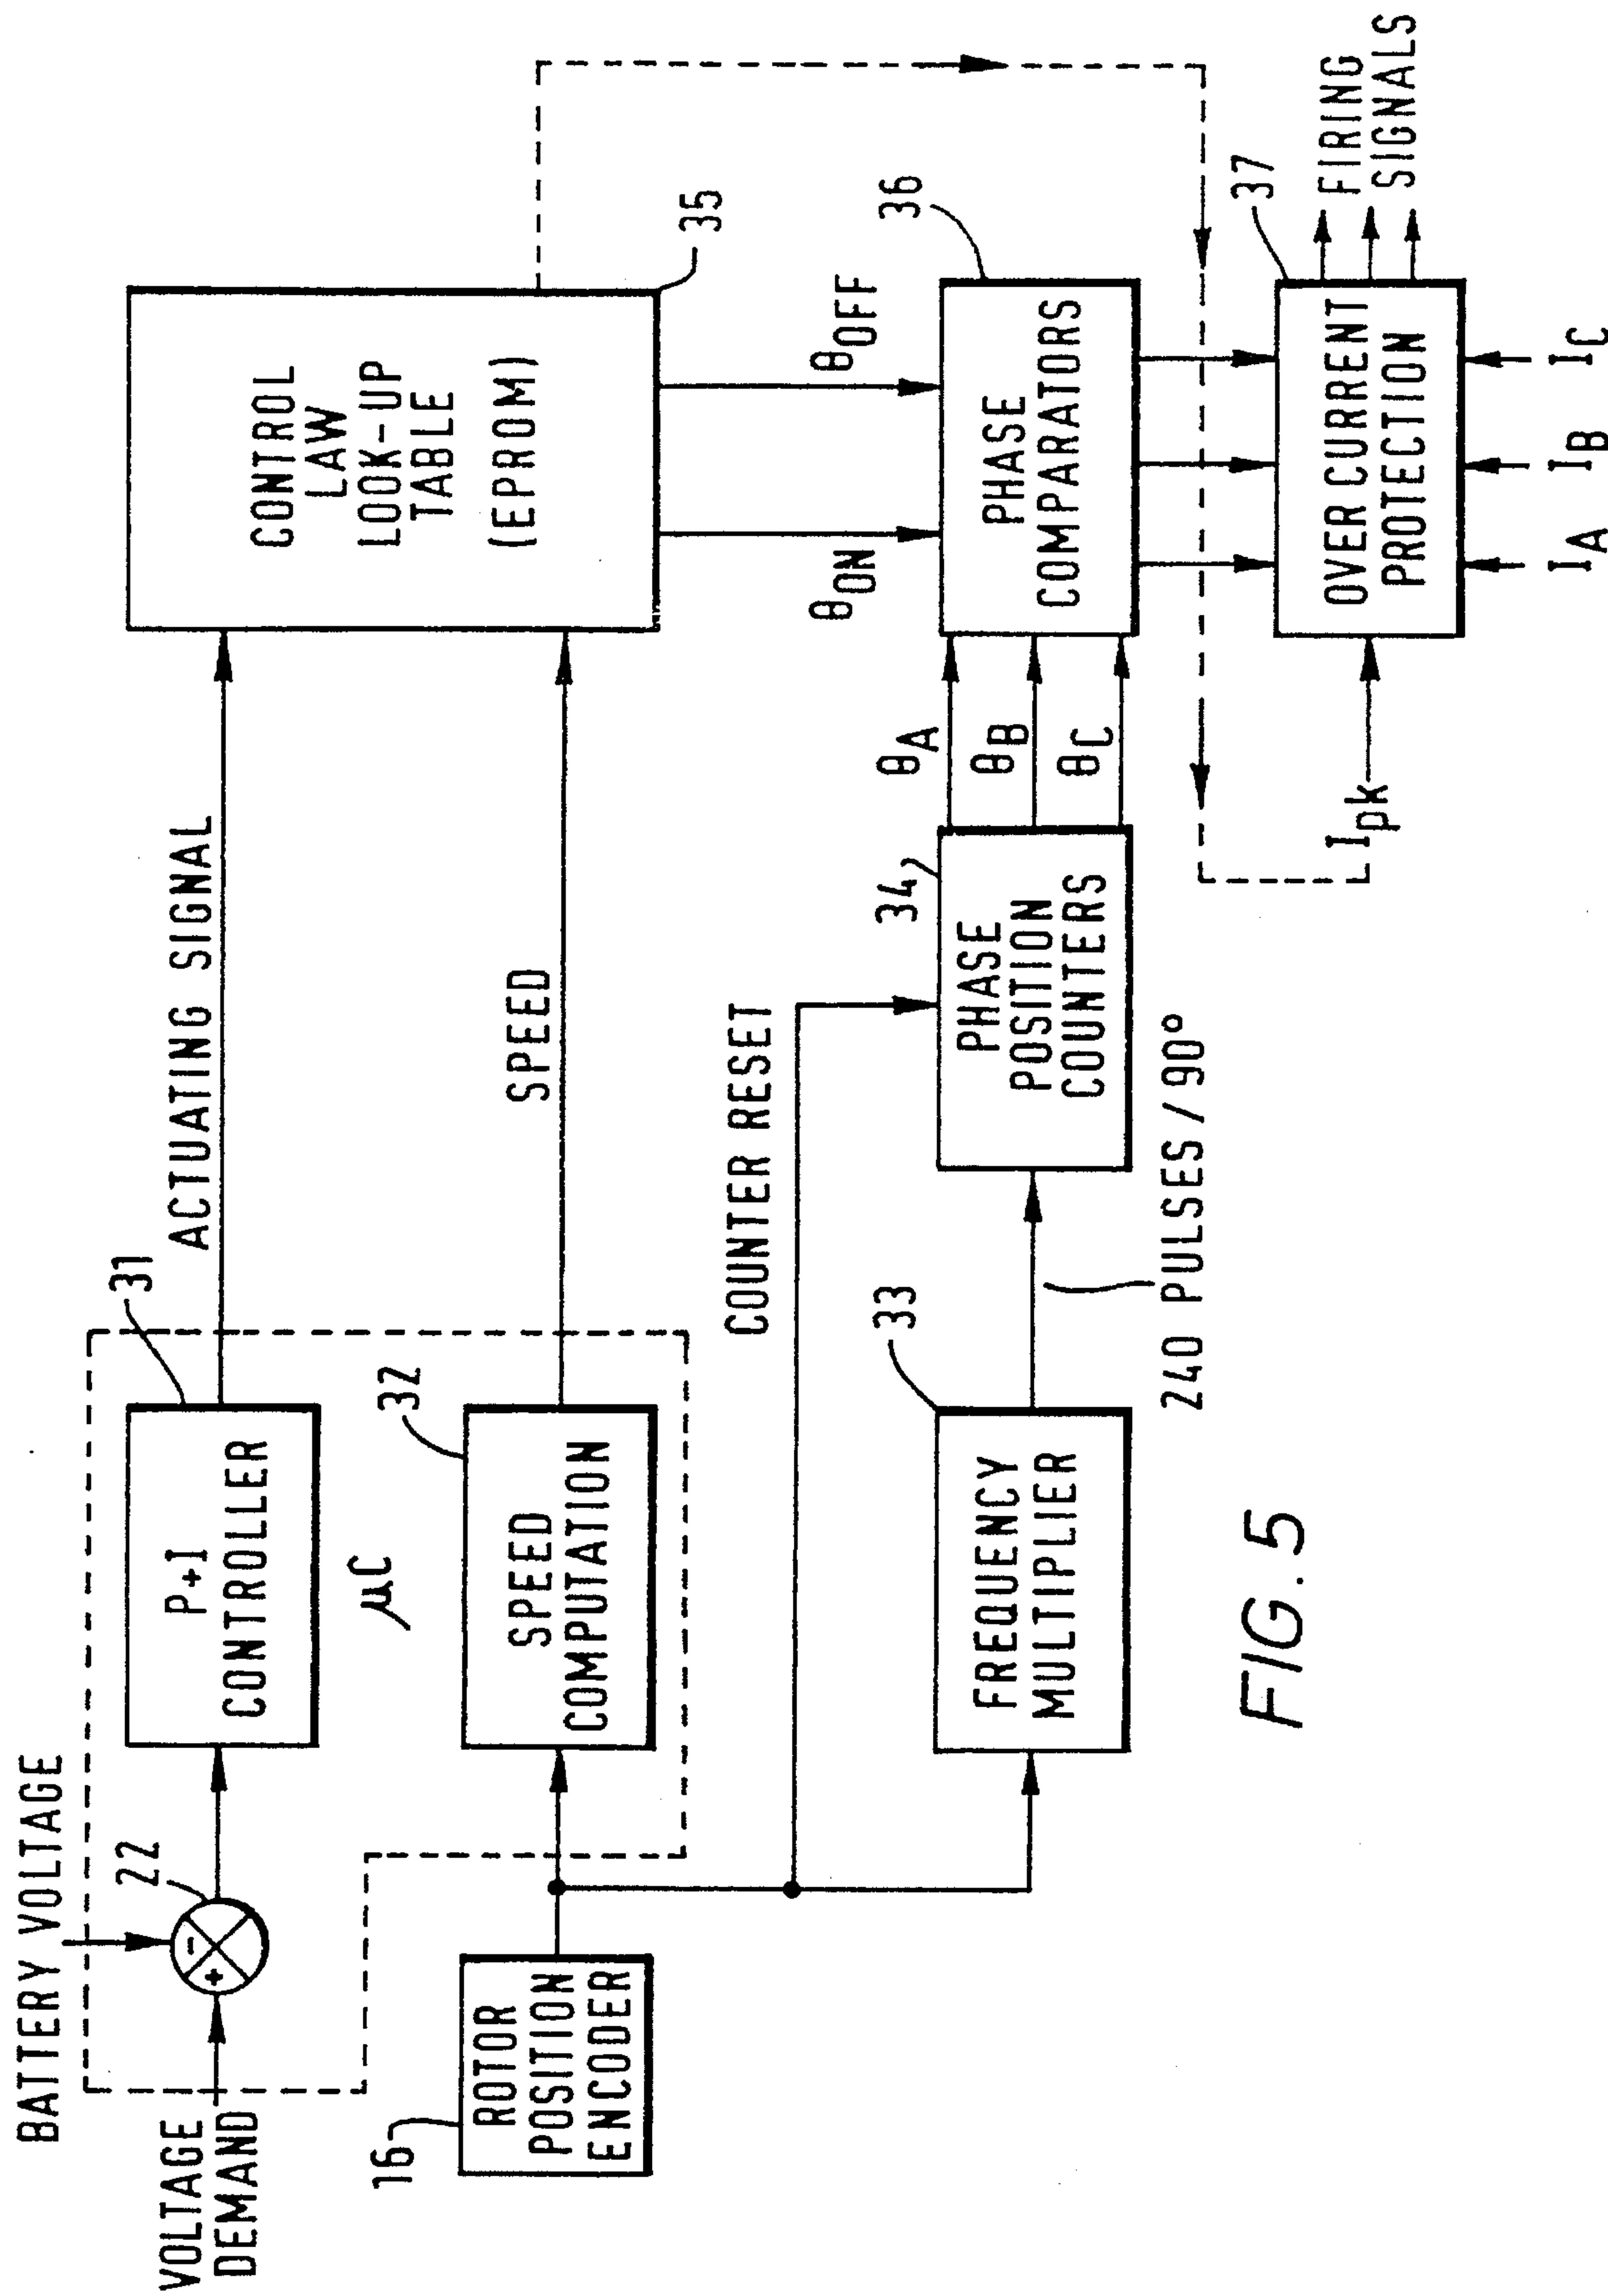 BATTERY VOLTAGE
VOLTAGE
DEMAND
22
+
-
P+I
CONTROLLER
31
ACTUATING SIGNAL
μC
CONTROL
LAW
LOOK-UP
TABLE
(EPROM)
35
16
ROTOR
POSITION
ENCODER
SPEED
COMPUTATION
32
SPEED
COUNTER RESET
θON
θOFF
FREQUENCY
MULTIPLIER
33
240 PULSES / 90°
PHASE
POSITION
COUNTERS
34
θA
θB
θC
PHASE
COMPARATORS
36
Ipk
OVER CURRENT
PROTECTION
37
FIRING
SIGNALS
IA
IB
IC
FIG. 5